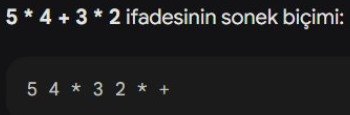 5 * 4 + 3 * 2 ifadesinin sonek biçimi:
5 4 * 3 2 * +